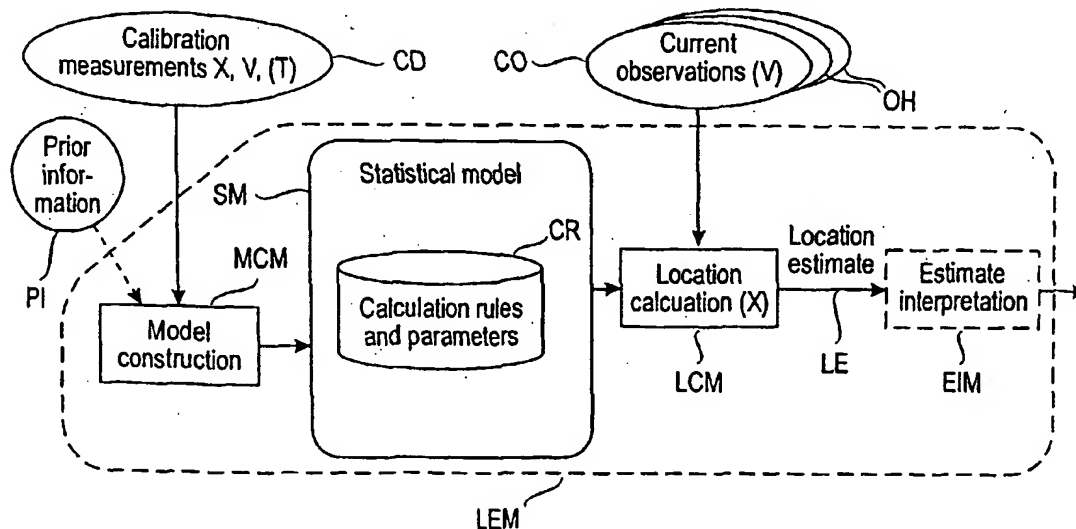 Calibration
measurements X, V, (T)
CD
CO
Current
observations (V)
OH
Prior
infor-
mation
PI
SM
Statistical model
MCM
CR
Model
construction
Calculation rules
and parameters
Location
calcuation (X)
LCM
Location
estimate
LE
Estimate
interpretation
EIM
LEM